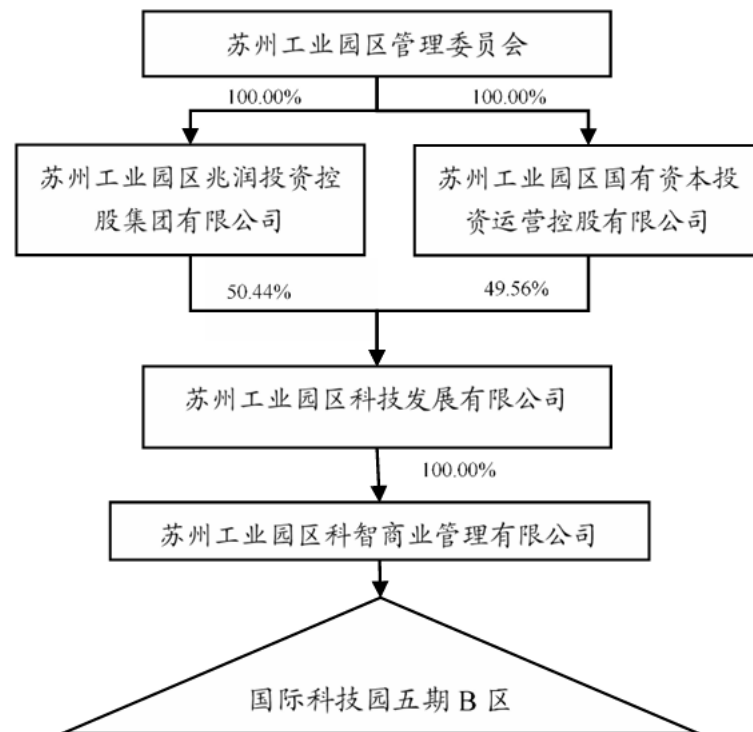 苏州工业园区管理委员会
100.00%
100.00%
苏州工业园区兆润投资控
股集团有限公司
苏州工业园区国有资本投
资运营控股有限公司
50.44%
49.56%
苏州工业园区科技发展有限公司
100.00%
苏州工业园区科智商业管理有限公司
国际科技园五期 B 区